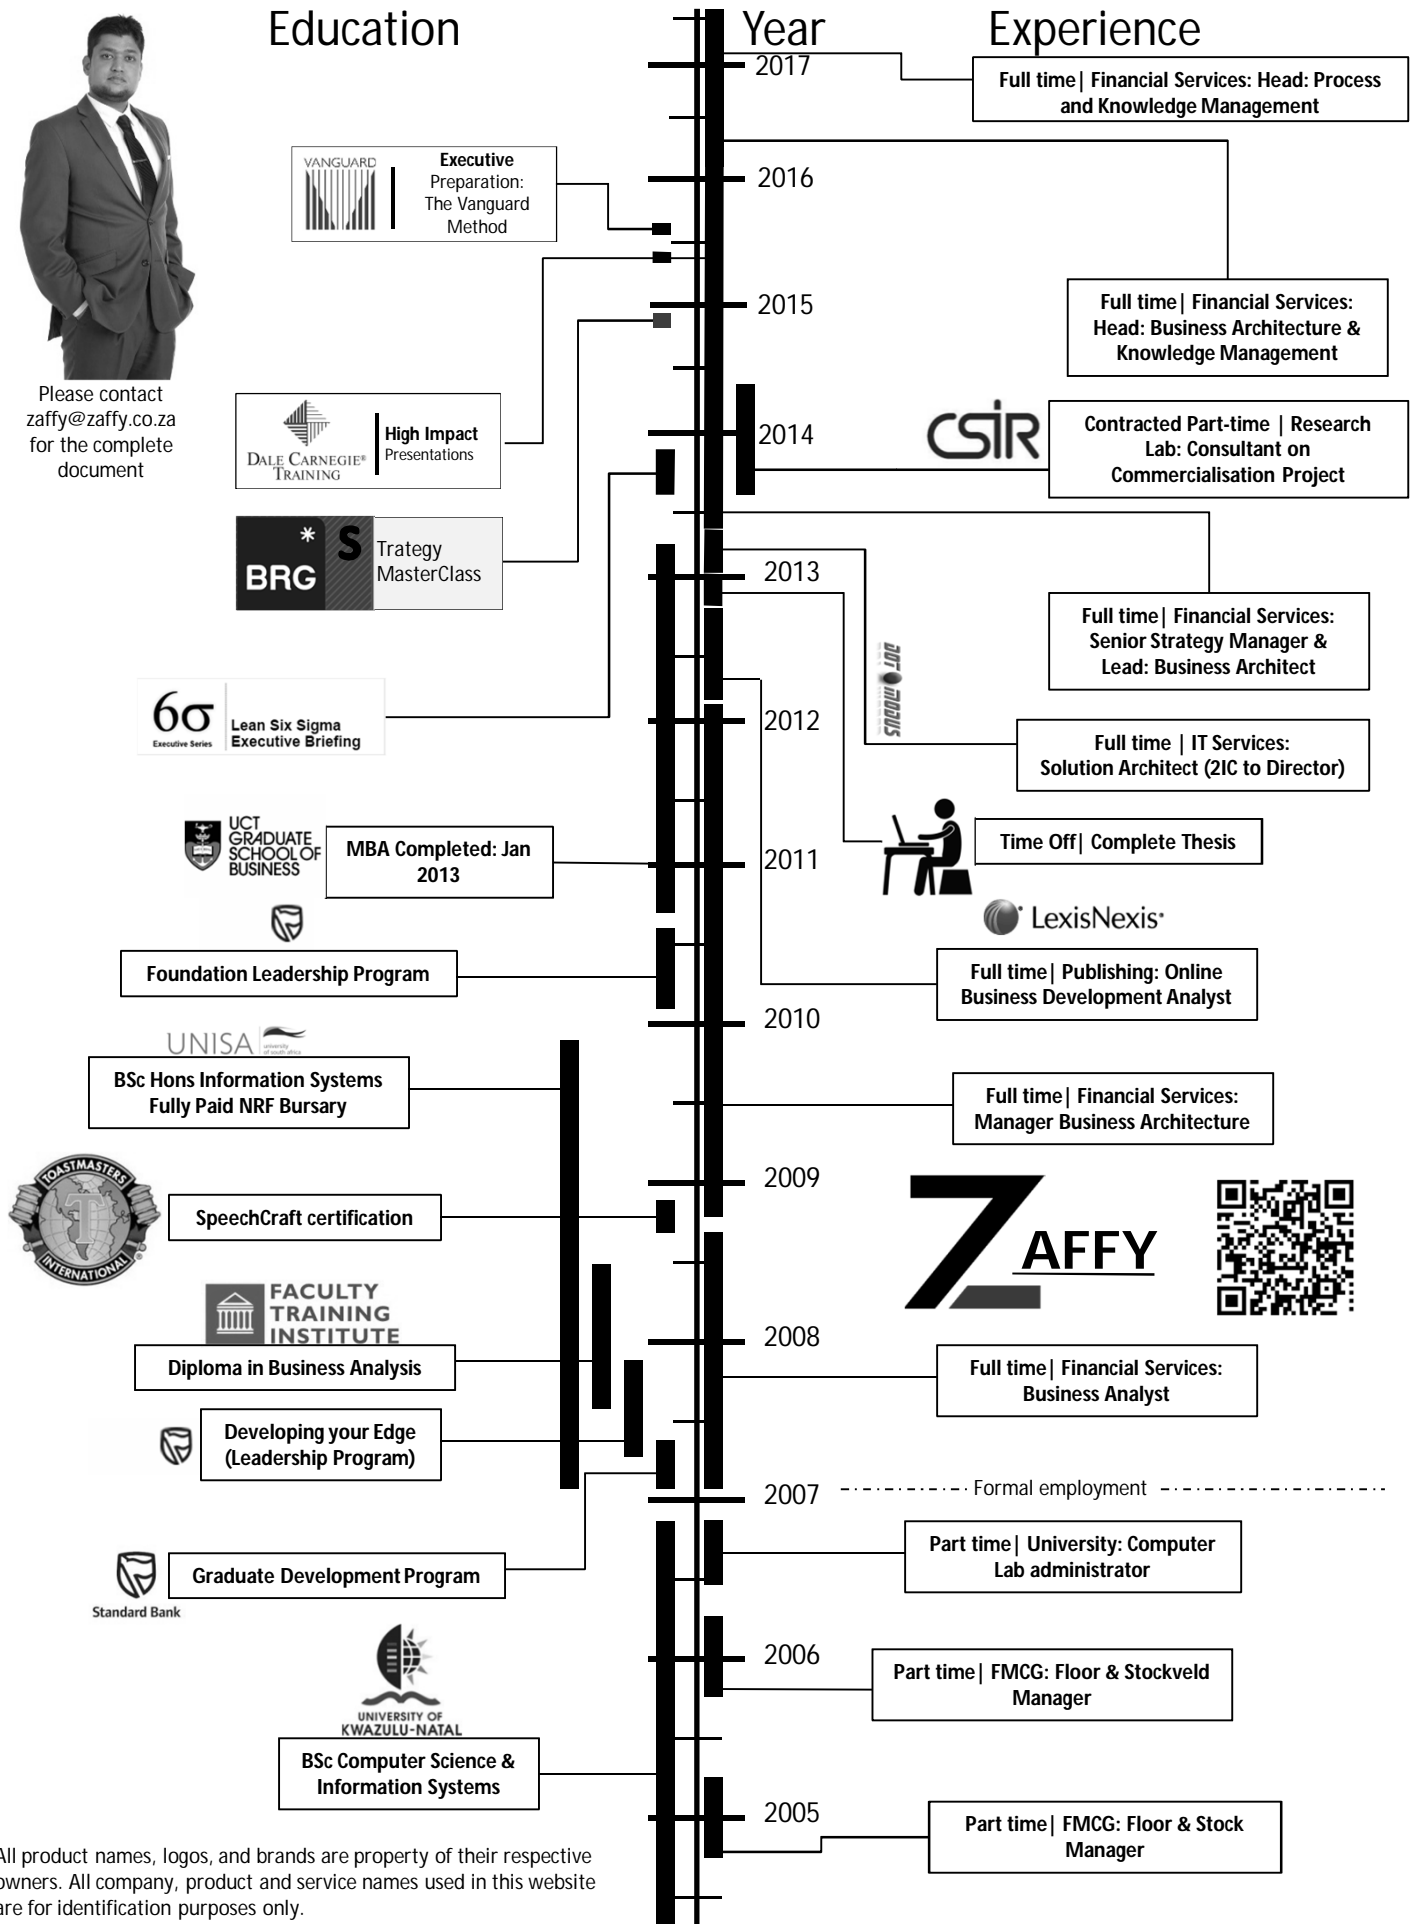 Education
Year
Experience
2017
Full time| Financial Services: Head: Process
and Knowledge Management
VANGUARD
Executive
Preparation:
The Vanguard
Method
2016
2015
Full time| Financial Services:
Head: Business Architecture &
Knowledge Management
Please contact
zaffy@zaffy.co.za
for the complete
document
DALE CARNEGIE®
TRAINING
High Impact
Presentations
2014
CSIR
Contracted Part-time | Research
Lab: Consultant on
Commercialisation Project
BRG
*
S
Trategy
MasterClass
2013
Full time| Financial Services:
Senior Strategy Manager &
Lead: Business Architect
DOT MODUS
6σ
Executive Series
Lean Six Sigma
Executive Briefing
2012
Full time | IT Services:
Solution Architect (2IC to Director)
UCT
GRADUATE
SCHOOL OF
BUSINESS
MBA Completed: Jan
2013
2011
Time Off| Complete Thesis
LexisNexis
Foundation Leadership Program
Full time| Publishing: Online
Business Development Analyst
2010
UNISA
university
of south africa
BSc Hons Information Systems
Fully Paid NRF Bursary
Full time| Financial Services:
Manager Business Architecture
TOASTMASTERS
T
INTERNATIONAL
2009
SpeechCraft certification
ZAFFY
FACULTY
TRAINING
INSTITUTE
2008
Diploma in Business Analysis
Full time| Financial Services:
Business Analyst
Developing your Edge
(Leadership Program)
2007
Formal employment
Part time| University: Computer
Lab administrator
Graduate Development Program
Standard Bank
2006
Part time| FMCG: Floor & Stockveld
Manager
UNIVERSITY OF
KWAZULU-NATAL
BSc Computer Science &
Information Systems
2005
Part time| FMCG: Floor & Stock
Manager
All product names, logos, and brands are property of their respective
owners. All company, product and service names used in this website
are for identification purposes only.